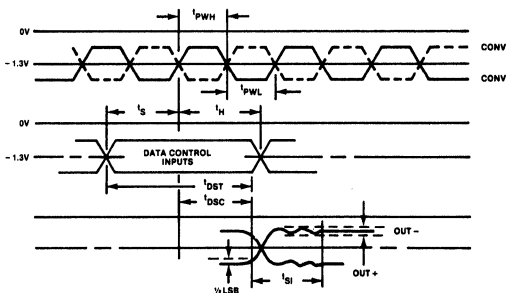 tPWH
0V
CONV
-1.3V
CONV
tPWL
tS
tH
0V
DATA CONTROL
INPUTS
-1.3V
tDST
tDSC
OUT-
tSI
OUT+
½ LSB